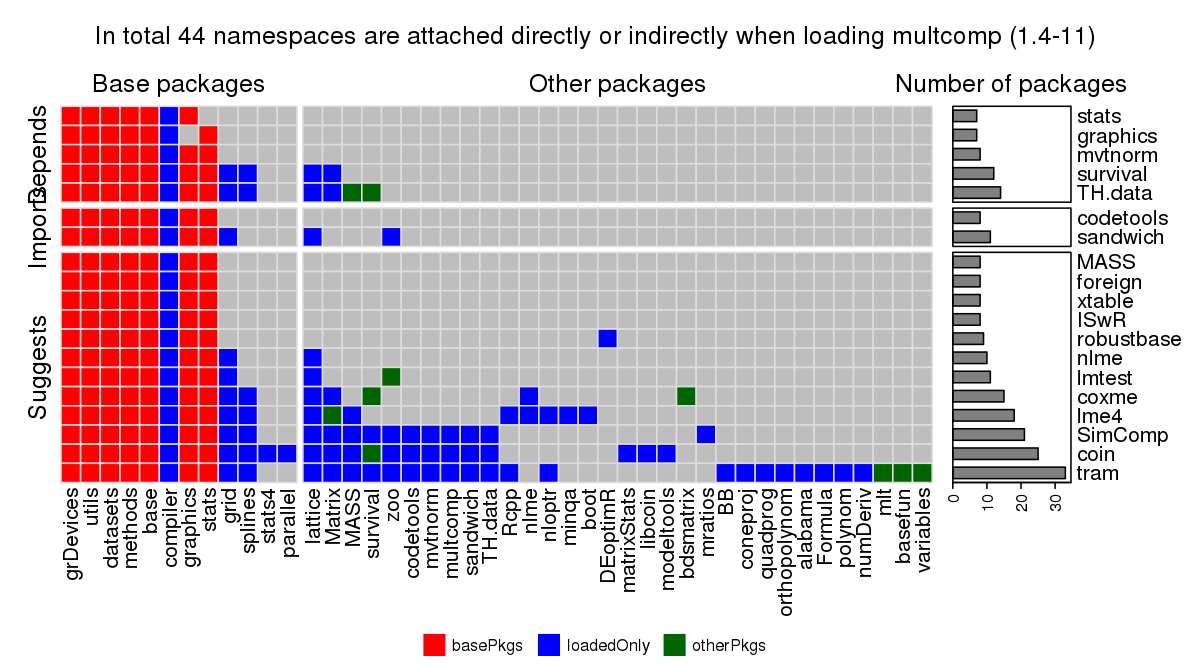 In total 44 namespaces are attached directly or indirectly when loading multcomp (1.4-11)
Base packages
Other packages
Number of packages
Depends
Imports
Suggests
stats
graphics
mvtnorm
survival
TH.data
codetools
sandwich
MASS
foreign
xtable
ISwR
robustbase
nlme
lmtest
coxme
lme4
SimComp
coin
tram
grDevices
utils
datasets
methods
base
compiler
graphics
stats
grid
splines
stats4
parallel
lattice
Matrix
MASS
survival
zoo
codetools
mvtnorm
multcomp
sandwich
TH.data
Rcpp
nlme
nloptr
minqa
boot
DEoptimR
matrixStats
libcoin
modeltools
bdsmatrix
mratios
BB
coneproj
quadprog
orthopolynom
alabama
Formula
polynom
numDeriv
mlt
basefun
variables
0
10
20
30
basePkgs
loadedOnly
otherPkgs